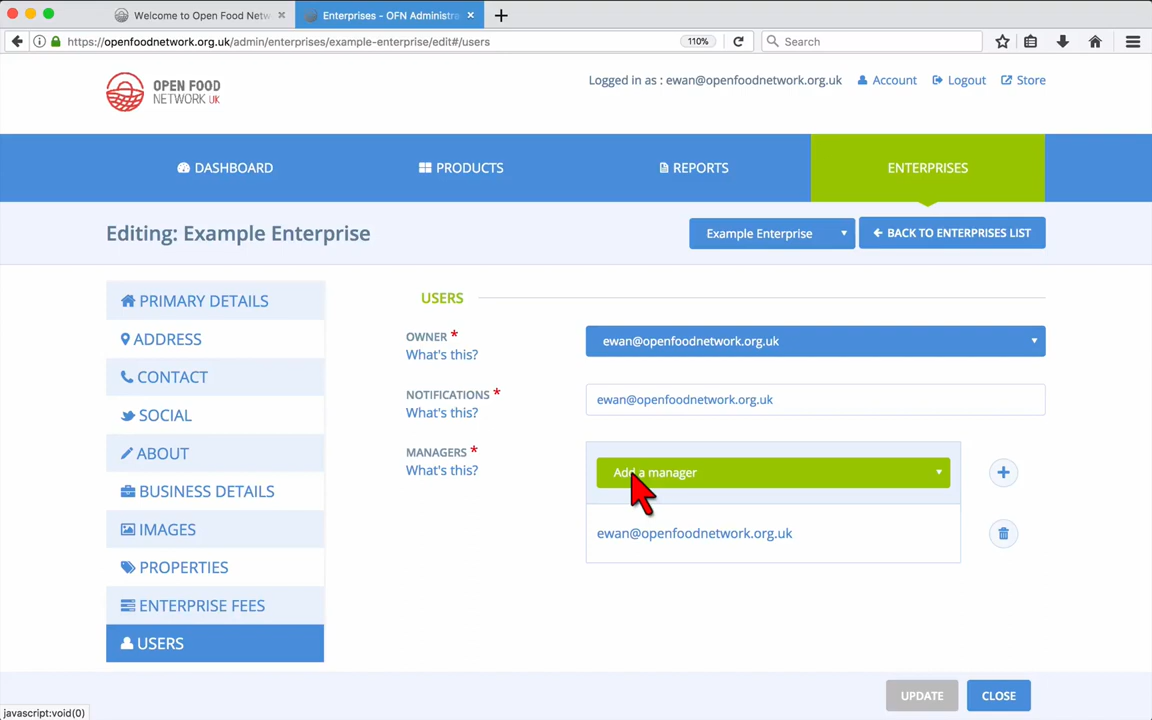 Welcome to Open Food Netw
Enterprises - OFN Administra
https://openfoodnetwork.org.uk/admin/enterprises/example-enterprise/edit#/users
110%
Search
OPEN FOOD
NETWORK UK
Logged in as : ewan@openfoodnetwork.org.uk
Account
Logout
Store
DASHBOARD
PRODUCTS
REPORTS
ENTERPRISES
Editing: Example Enterprise
Example Enterprise
BACK TO ENTERPRISES LIST
PRIMARY DETAILS
ADDRESS
CONTACT
SOCIAL
ABOUT
BUSINESS DETAILS
IMAGES
PROPERTIES
ENTERPRISE FEES
USERS
USERS
OWNER *
What's this?
ewan@openfoodnetwork.org.uk
NOTIFICATIONS *
What's this?
ewan@openfoodnetwork.org.uk
MANAGERS *
What's this?
Add a manager
ewan@openfoodnetwork.org.uk
UPDATE
CLOSE
javascript:void(0)